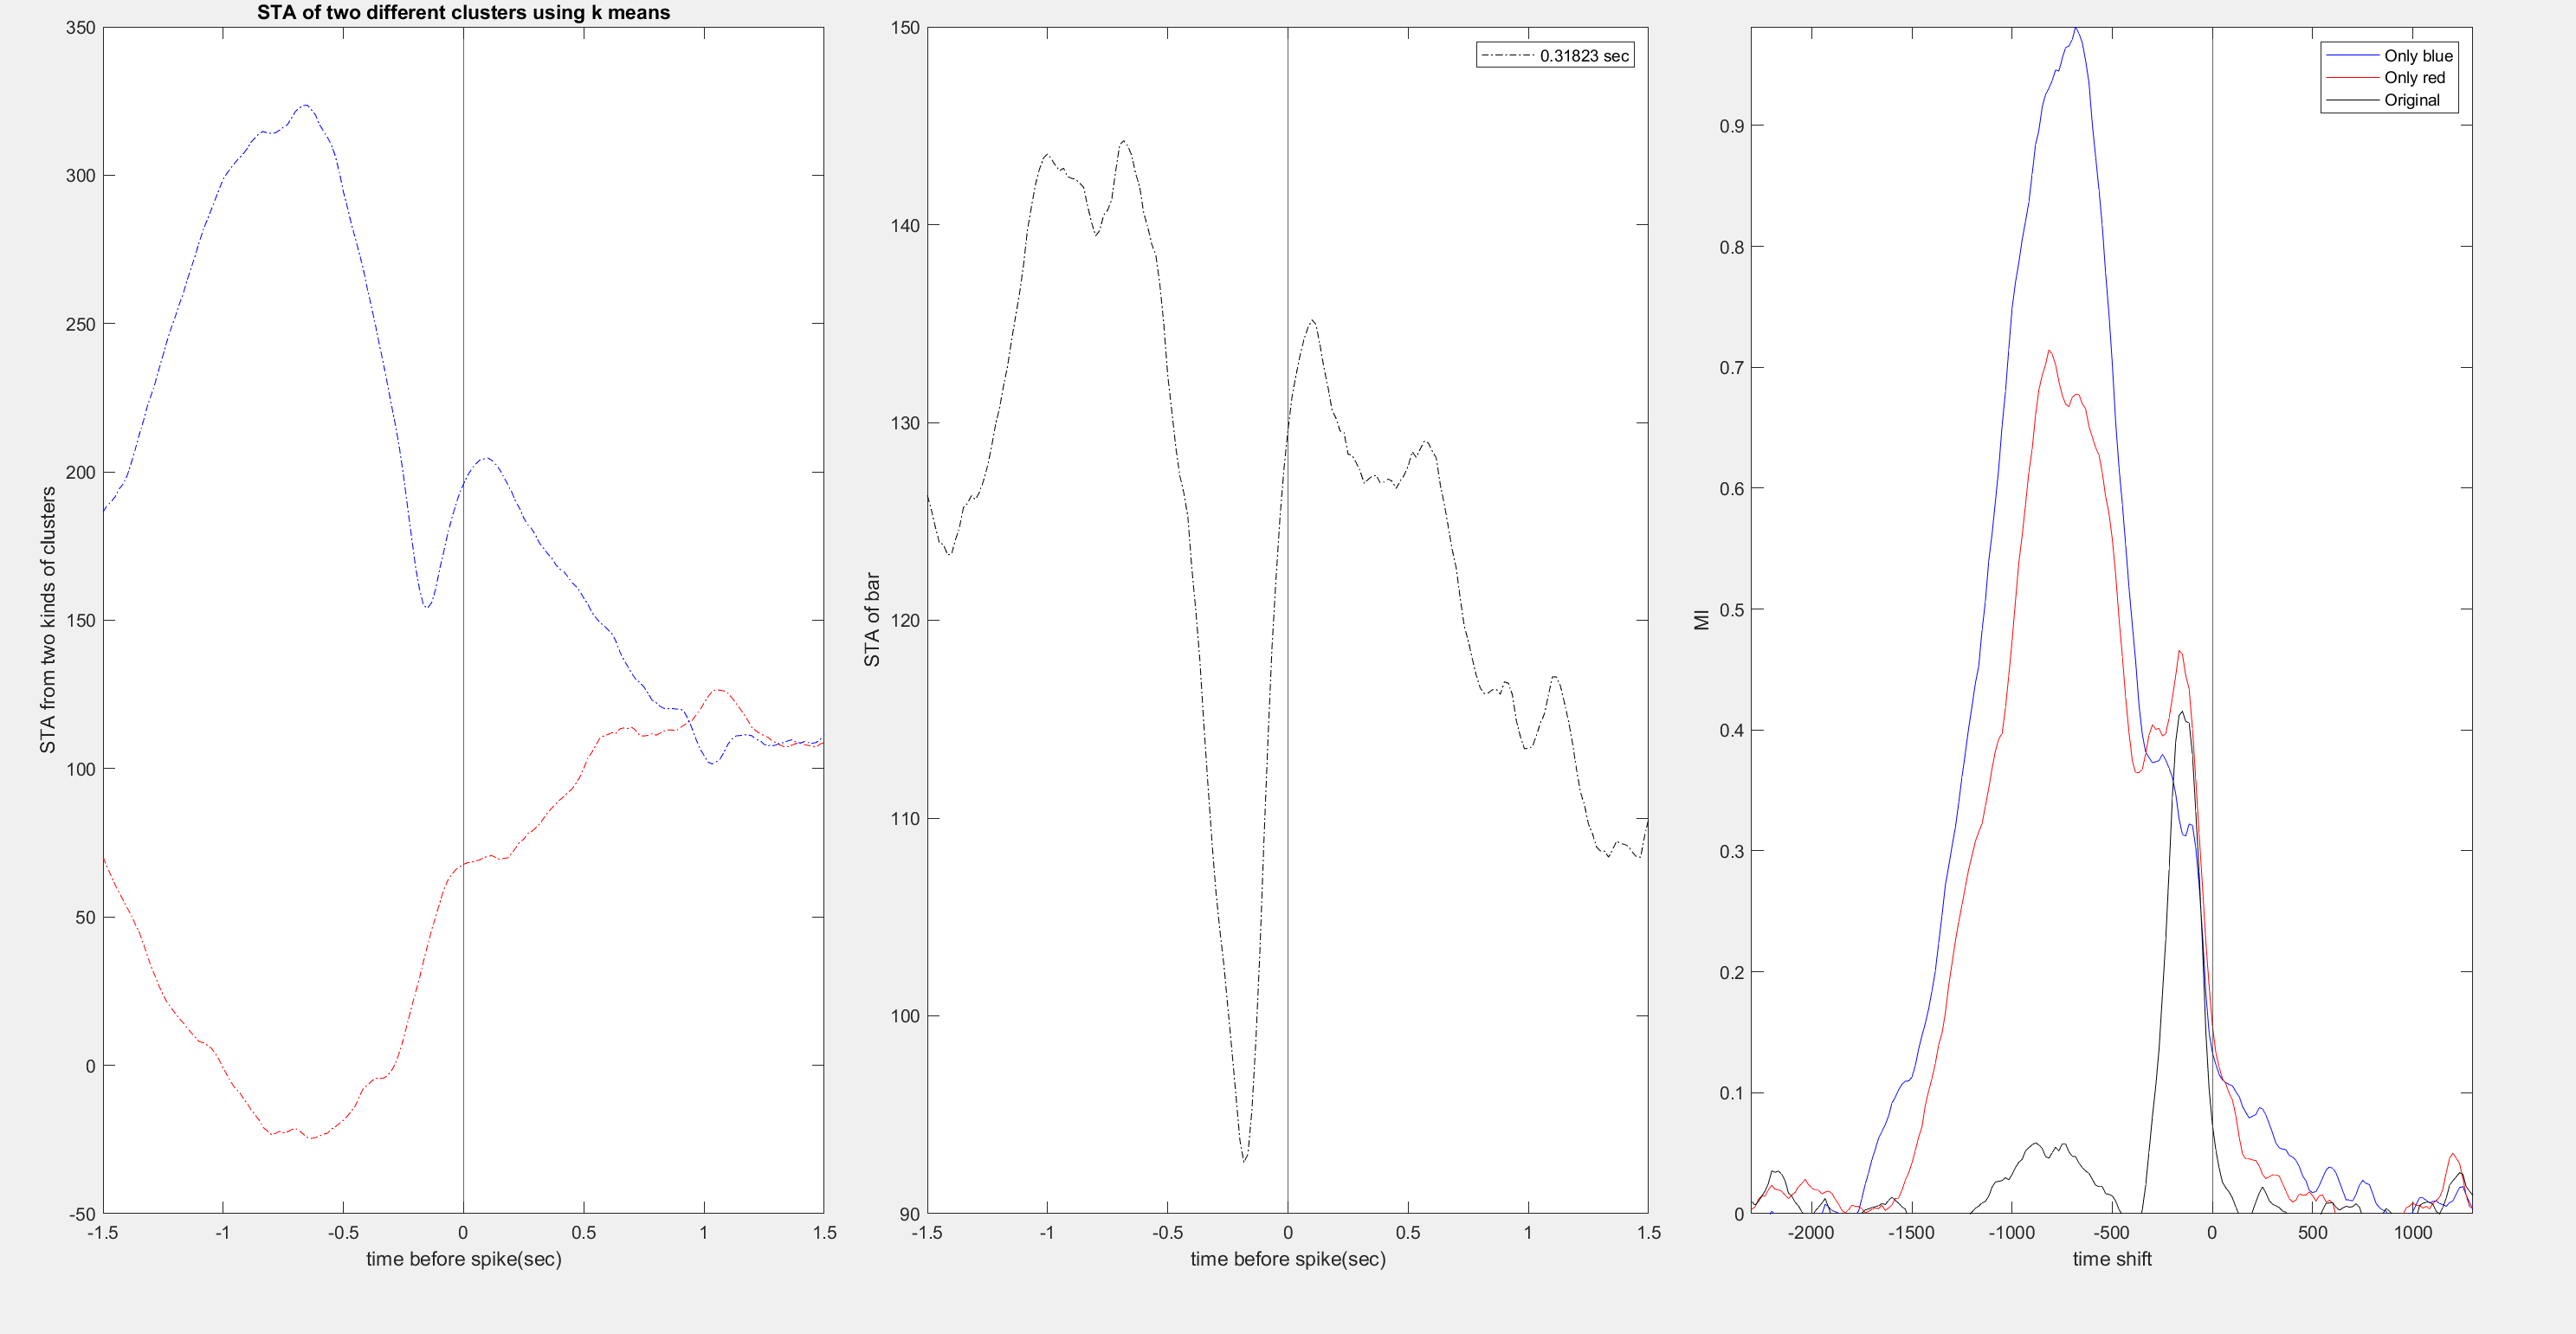 STA of two different clusters using k means
350
300
250
200
150
100
50
0
-50
-1.5 -1 -0.5 0 0.5 1 1.5
STA from two kinds of clusters
time before spike(sec)
0.31823 sec
150
140
130
120
110
100
90
-1.5 -1 -0.5 0 0.5 1 1.5
STA of bar
time before spike(sec)
Only blue
Only red
Original
0.9
0.8
0.7
0.6
0.5
0.4
0.3
0.2
0.1
0
-2000 -1500 -1000 -500 0 500 1000
MI
time shift